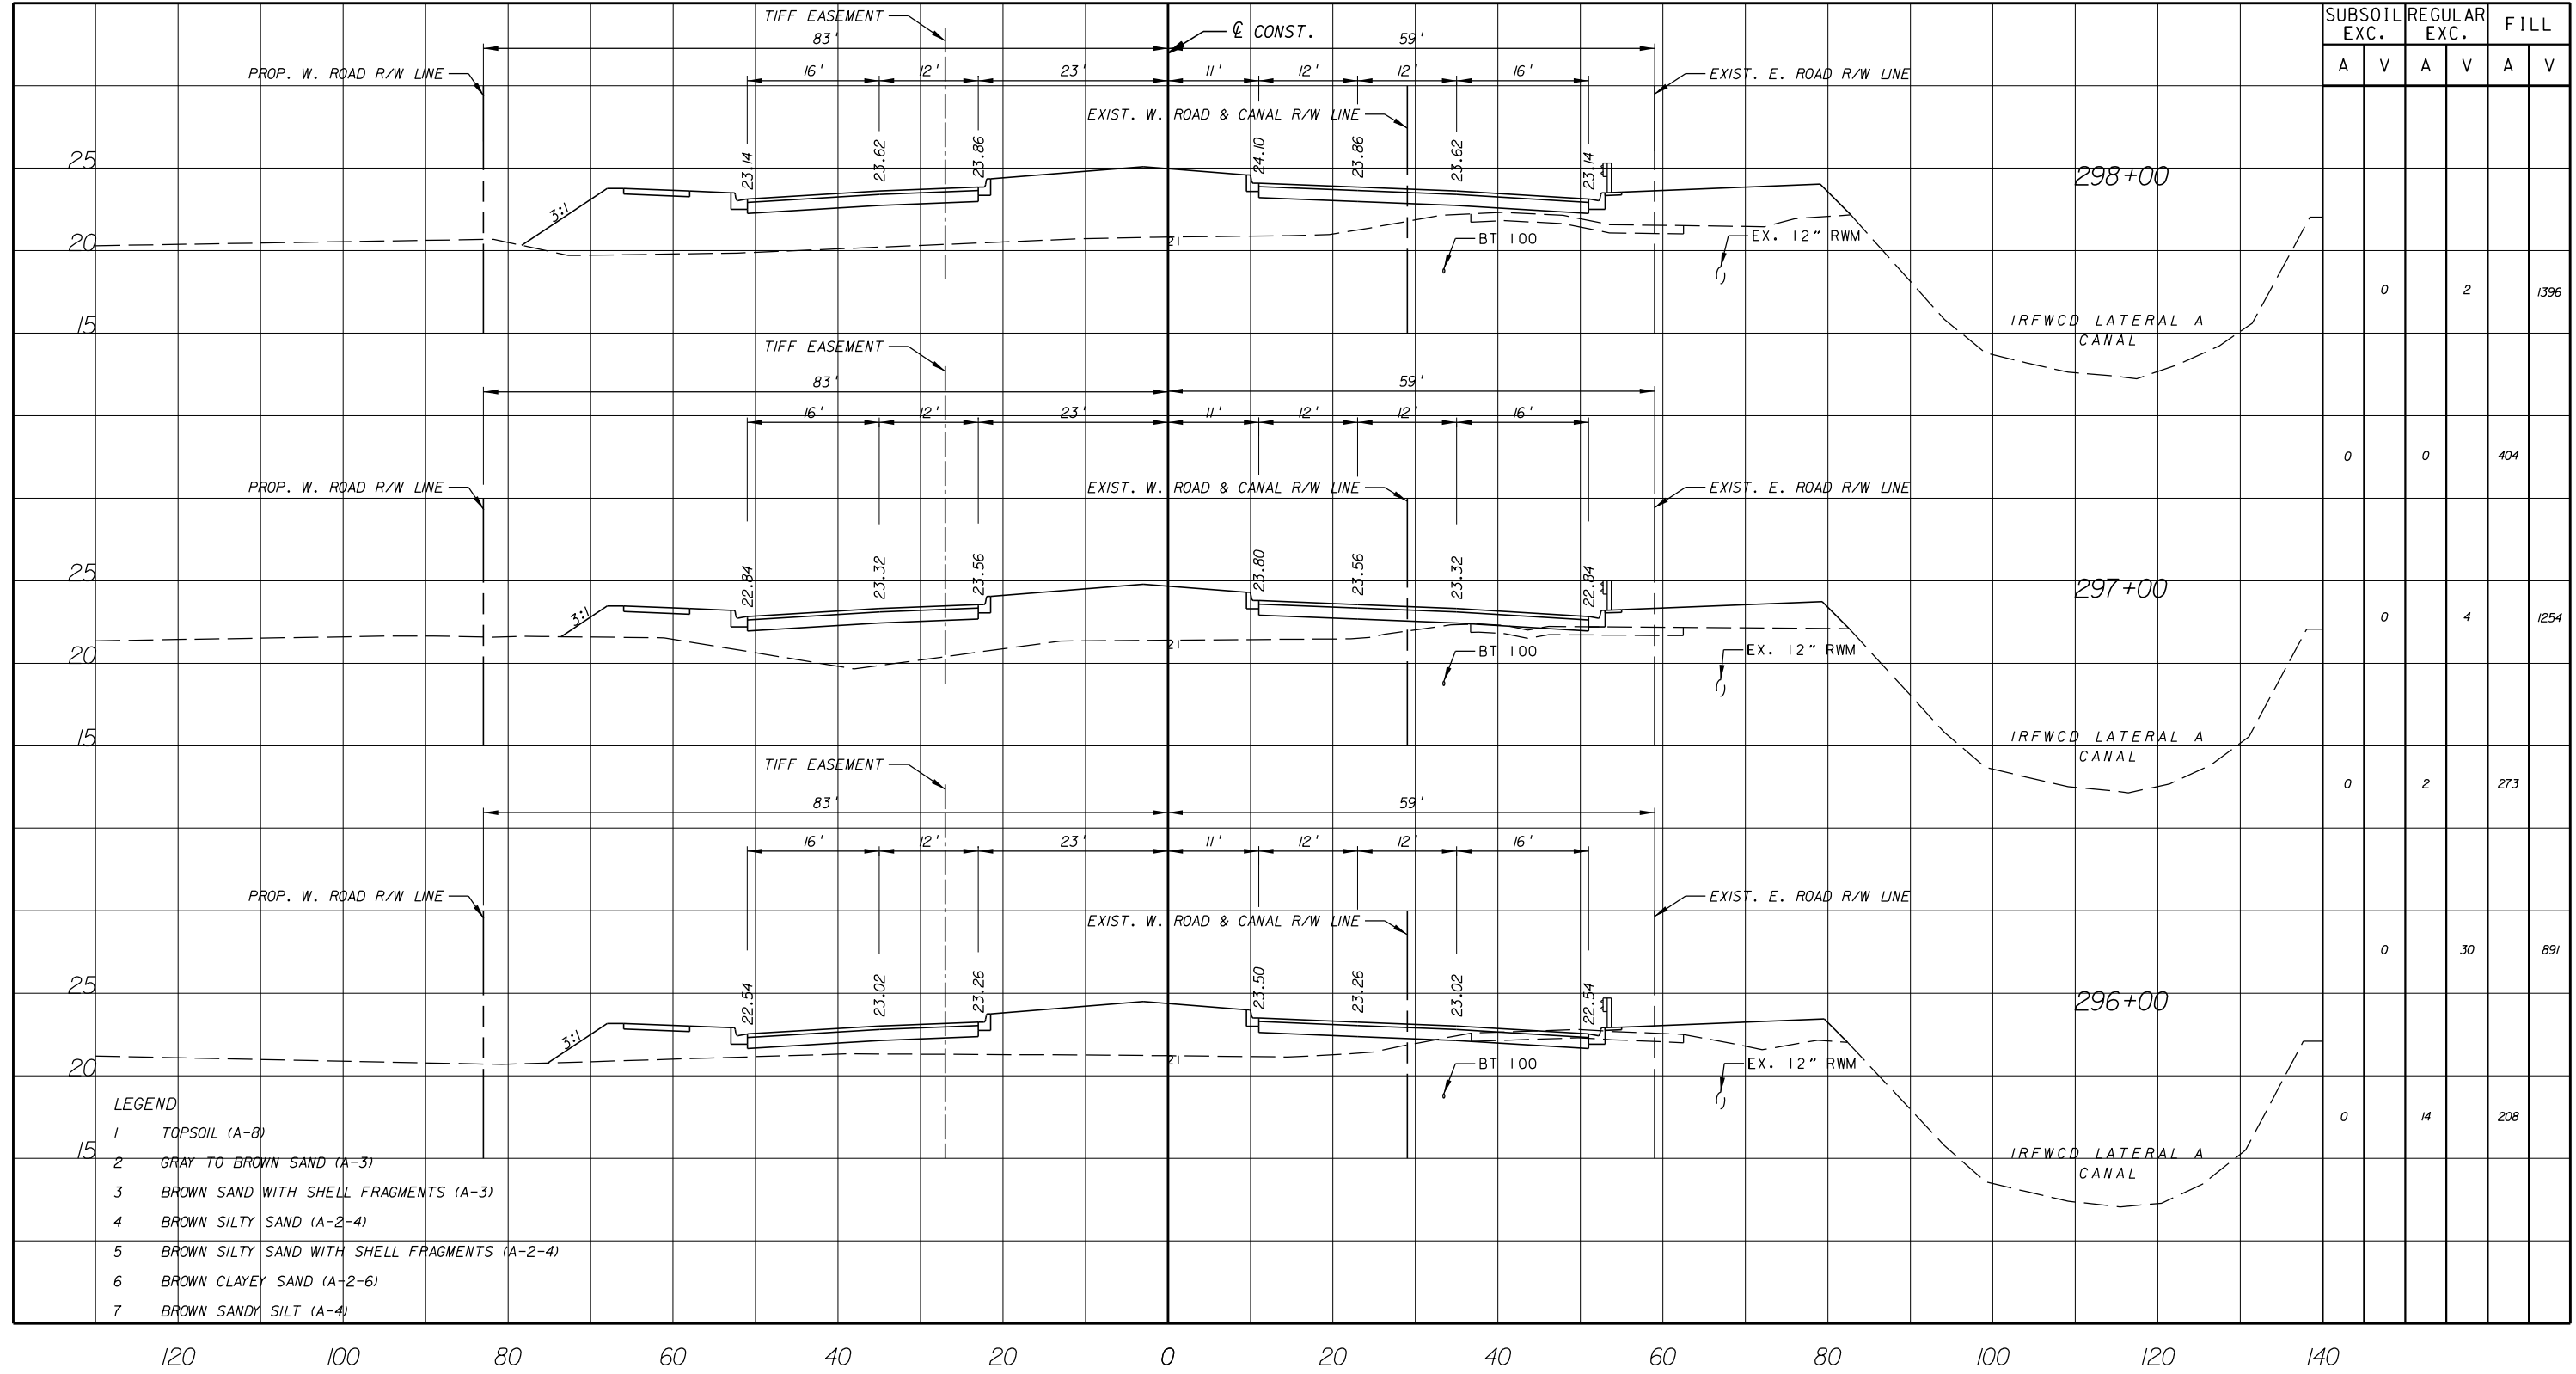 SUBSOIL EXC. REGULAR EXC. FILL
A V A V A V
TIFF EASEMENT
℄ CONST.
83' 59'
PROP. W. ROAD R/W LINE
16' 12' 23' 11' 12' 12' 16'
EXIST. E. ROAD R/W LINE
EXIST. W. ROAD & CANAL R/W LINE
23.14 23.62 23.86 24.10 23.86 23.62 23.14
25
298+00
3:1
20
21
BT 100
EX. 12" RWM
0 2 1396
15
IRFWCD LATERAL A
CANAL
TIFF EASEMENT
83' 59'
16' 12' 23' 11' 12' 12' 16'
0 0 404
PROP. W. ROAD R/W LINE
EXIST. W. ROAD & CANAL R/W LINE
EXIST. E. ROAD R/W LINE
22.84 23.32 23.56 23.80 23.56 23.32 22.84
25
297+00
3:1
0 4 1254
20
21
BT 100
EX. 12" RWM
15
IRFWCD LATERAL A
CANAL
TIFF EASEMENT
0 2 273
83' 59'
16' 12' 23' 11' 12' 12' 16'
PROP. W. ROAD R/W LINE
EXIST. E. ROAD R/W LINE
EXIST. W. ROAD & CANAL R/W LINE
0 30 891
22.54 23.02 23.26 23.50 23.26 23.02 22.54
25
296+00
3:1
20
21
BT 100
EX. 12" RWM
LEGEND
0 14 208
1 TOPSOIL (A-8)
15
IRFWCD LATERAL A
CANAL
2 GRAY TO BROWN SAND (A-3)
3 BROWN SAND WITH SHELL FRAGMENTS (A-3)
4 BROWN SILTY SAND (A-2-4)
5 BROWN SILTY SAND WITH SHELL FRAGMENTS (A-2-4)
6 BROWN CLAYEY SAND (A-2-6)
7 BROWN SANDY SILT (A-4)
120 100 80 60 40 20 0 20 40 60 80 100 120 140